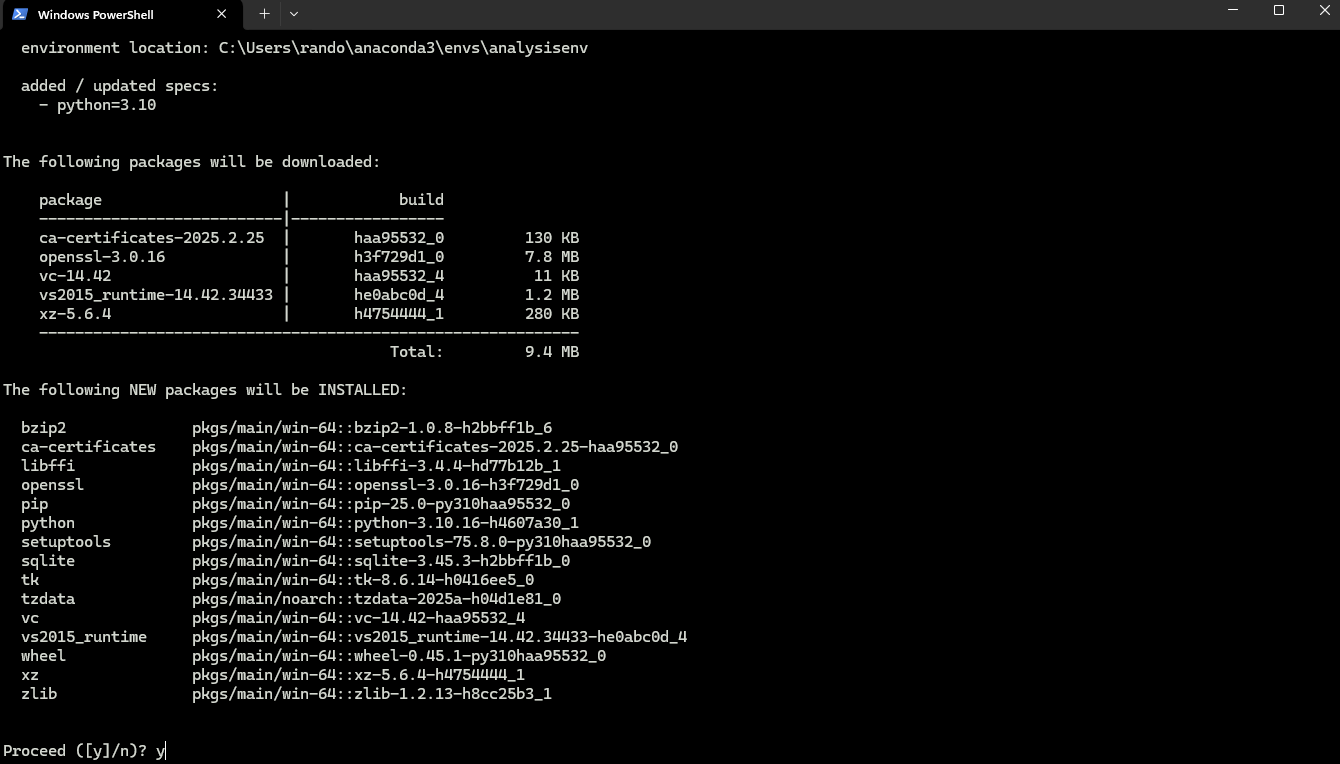 Windows PowerShell
environment location: C:\Users\rando\anaconda3\envs\analysisenv
added / updated specs:
- python=3.10
The following packages will be downloaded:
package | build
---------------------------|-----------------
ca-certificates-2025.2.25 | haa95532_0 130 KB
openssl-3.0.16 | h3f729d1_0 7.8 MB
vc-14.42 | haa95532_4 11 KB
vs2015_runtime-14.42.34433 | he0abc0d_4 1.2 MB
xz-5.6.4 | h4754444_1 280 KB
------------------------------------------------------------
Total: 9.4 MB
The following NEW packages will be INSTALLED:
bzip2 pkgs/main/win-64::bzip2-1.0.8-h2bbff1b_6
ca-certificates pkgs/main/win-64::ca-certificates-2025.2.25-haa95532_0
libffi pkgs/main/win-64::libffi-3.4.4-hd77b12b_1
openssl pkgs/main/win-64::openssl-3.0.16-h3f729d1_0
pip pkgs/main/win-64::pip-25.0-py310haa95532_0
python pkgs/main/win-64::python-3.10.16-h4607a30_1
setuptools pkgs/main/win-64::setuptools-75.8.0-py310haa95532_0
sqlite pkgs/main/win-64::sqlite-3.45.3-h2bbff1b_0
tk pkgs/main/win-64::tk-8.6.14-h0416ee5_0
tzdata pkgs/main/noarch::tzdata-2025a-h04d1e81_0
vc pkgs/main/win-64::vc-14.42-haa95532_4
vs2015_runtime pkgs/main/win-64::vs2015_runtime-14.42.34433-he0abc0d_4
wheel pkgs/main/win-64::wheel-0.45.1-py310haa95532_0
xz pkgs/main/win-64::xz-5.6.4-h4754444_1
zlib pkgs/main/win-64::zlib-1.2.13-h8cc25b3_1
Proceed ([y]/n)? y